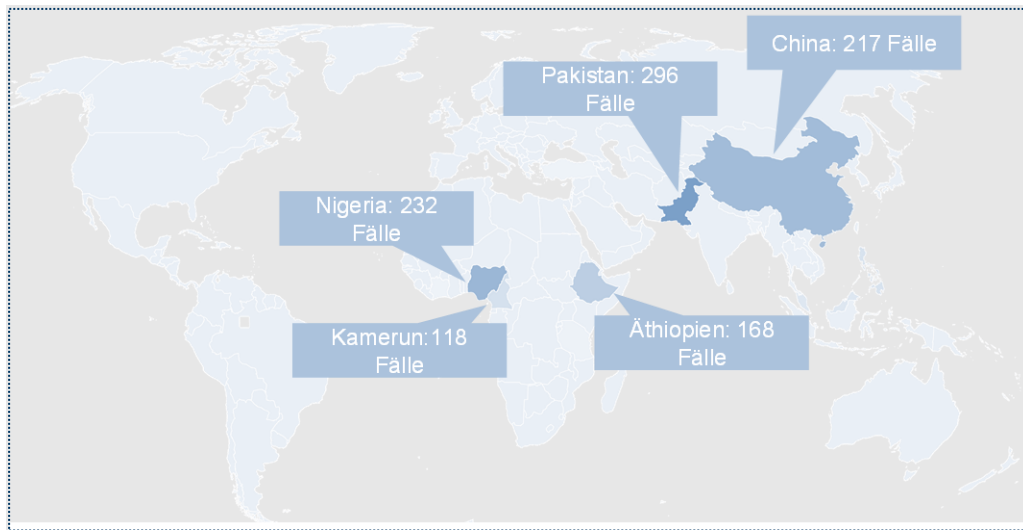 China: 217 Fälle
Pakistan: 296
Fälle
Nigeria: 232
Fälle
Kamerun:118
Fälle
Äthiopien: 168
Fälle